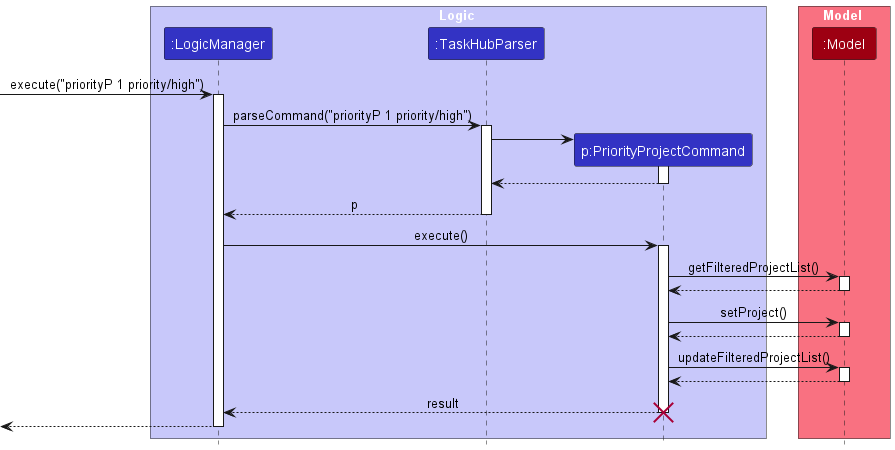 Logic
Model
:LogicManager
:TaskHubParser
:Model
execute("priorityP 1 priority/high")
parseCommand("priorityP 1 priority/high")
p:PriorityProjectCommand
p
execute()
getFilteredProjectList()
setProject()
updateFilteredProjectList()
result